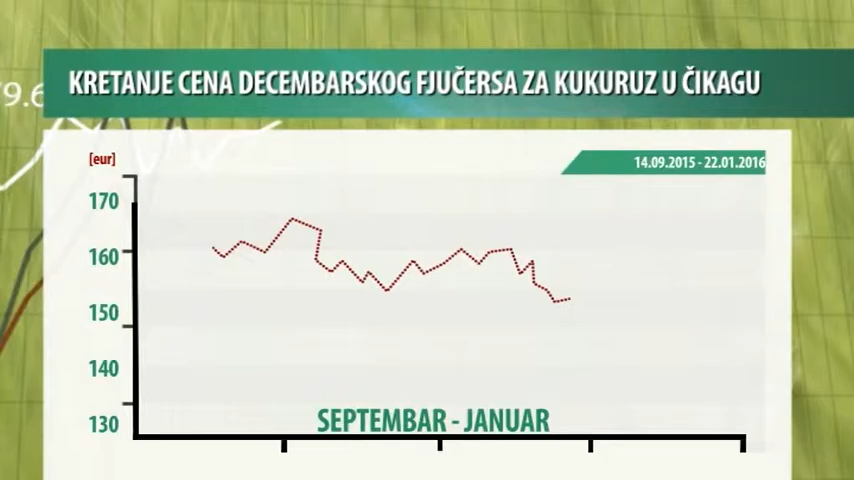 KRETANJE CENA DECEMBARSKOG FJUČERSA ZA KUKURUZ U ČIKAGU
[eur]
14.09.2015 - 22.01.2016
170
160
150
140
130
SEPTEMBAR - JANUAR